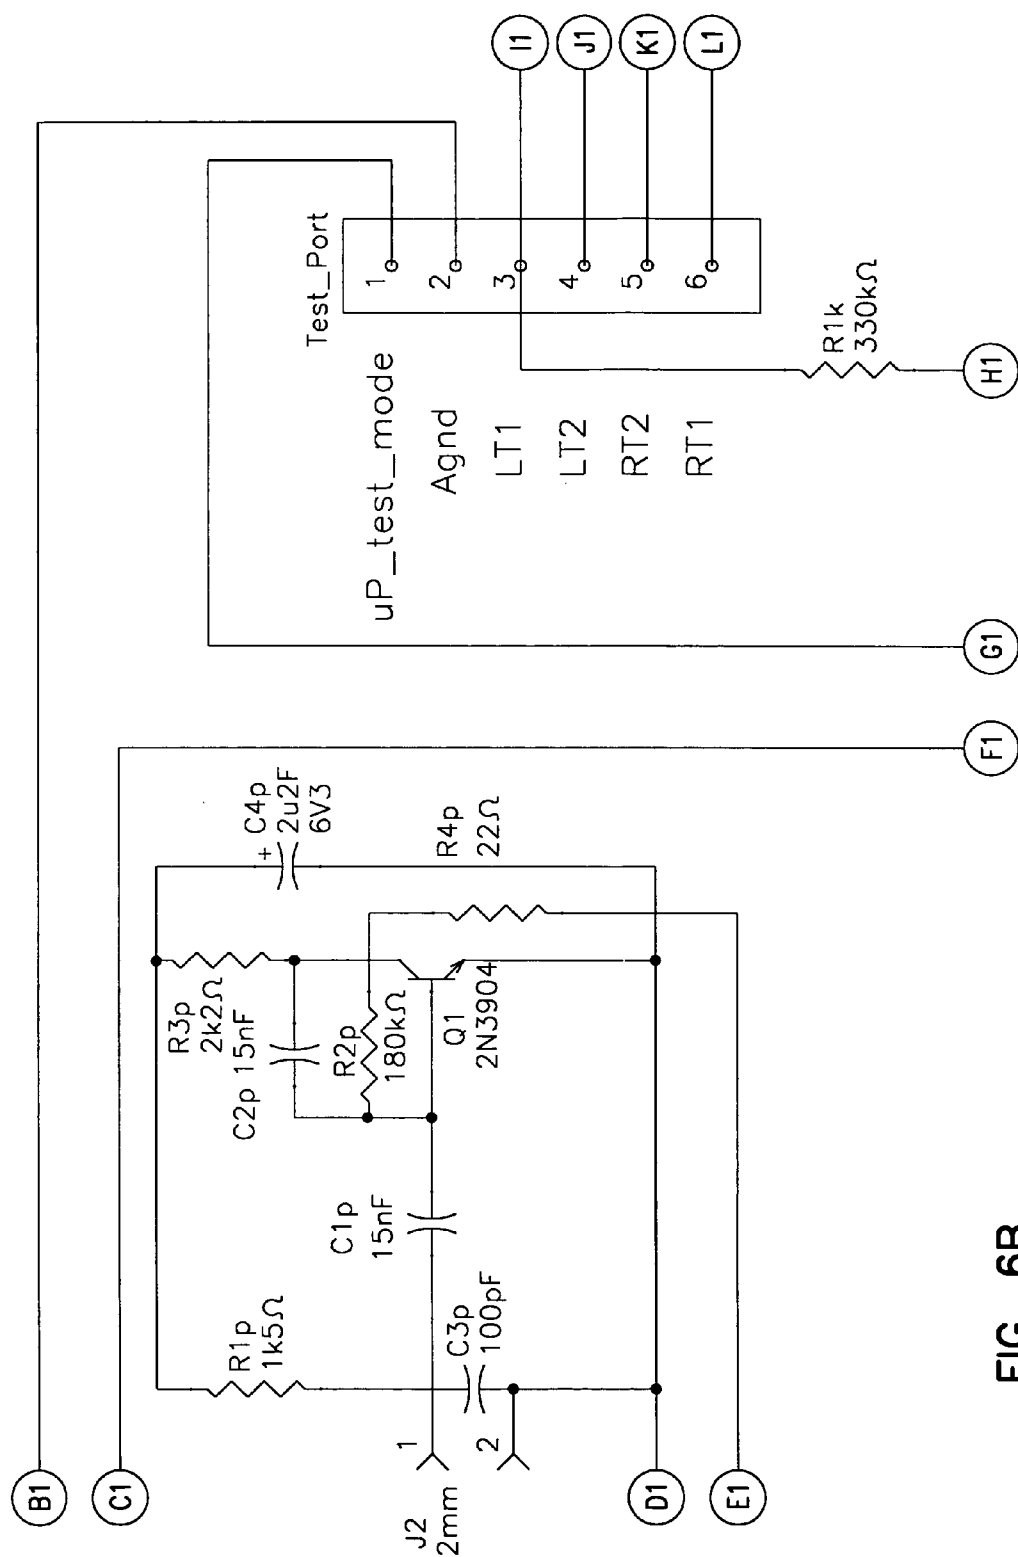 B1
C1
J2
2mm
1
2
D1
E1
R1p
1k5Ω
C3p
100pF
C1p
15nF
R3p
2k2Ω
C2p 15nF
R2p
180kΩ
Q1
2N3904
+ C4p
2u2F
6V3
R4p
22Ω
F1
G1
H1
uP_test_mode
Agnd
LT1
LT2
RT2
RT1
R1k
330kΩ
Test_Port
1
2
3
4
5
6
I1
J1
K1
L1
FIG. 6B